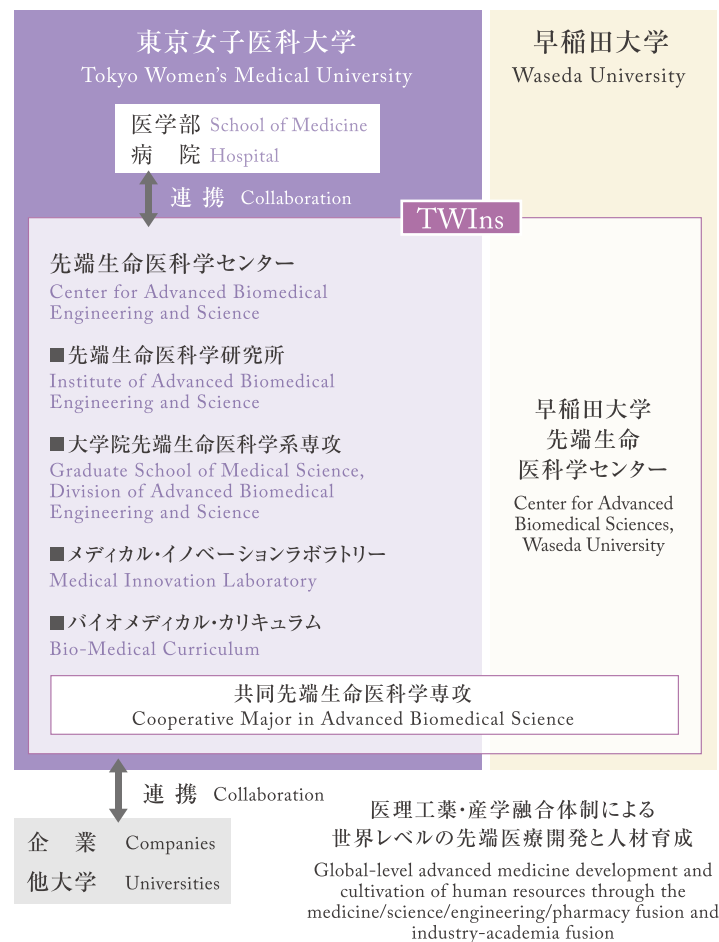 東京女子医科大学
Tokyo Women's Medical University
早稲田大学
Waseda University
医学部 School of Medicine
病　院 Hospital
連 携 Collaboration
TWIns
先端生命医科学センター
Center for Advanced Biomedical
Engineering and Science
■先端生命医科学研究所
Institute of Advanced Biomedical
Engineering and Science
■大学院先端生命医科学系専攻
Graduate School of Medical Science,
Division of Advanced Biomedical
Engineering and Science
■メディカル・イノベーションラボラトリー
Medical Innovation Laboratory
■バイオメディカル・カリキュラム
Bio-Medical Curriculum
早稲田大学
先端生命
医科学センター
Center for Advanced
Biomedical Sciences,
Waseda University
共同先端生命医科学専攻
Cooperative Major in Advanced Biomedical Science
連 携 Collaboration
企　業 Companies
他大学 Universities
医理工薬・産学融合体制による
世界レベルの先端医療開発と人材育成
Global-level advanced medicine development and
cultivation of human resources through the
medicine/science/engineering/pharmacy fusion and
industry-academia fusion